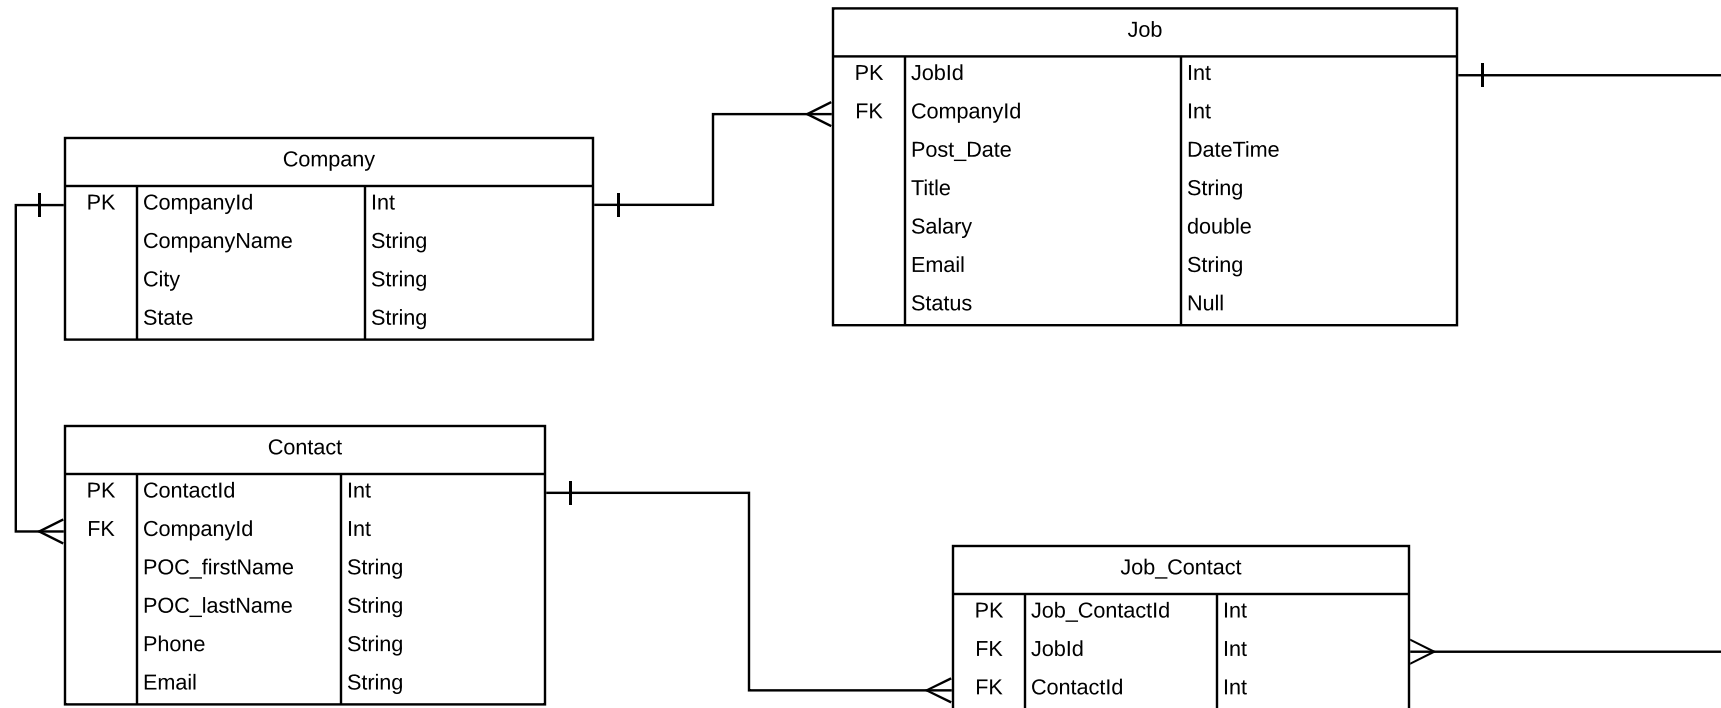 Job
PK JobId Int
FK CompanyId Int
Post_Date DateTime
Title String
Salary double
Email String
Status Null
Company
PK CompanyId Int
CompanyName String
City String
State String
Contact
PK ContactId Int
FK CompanyId Int
POC_firstName String
POC_lastName String
Phone String
Email String
Job_Contact
PK Job_ContactId Int
FK JobId Int
FK ContactId Int